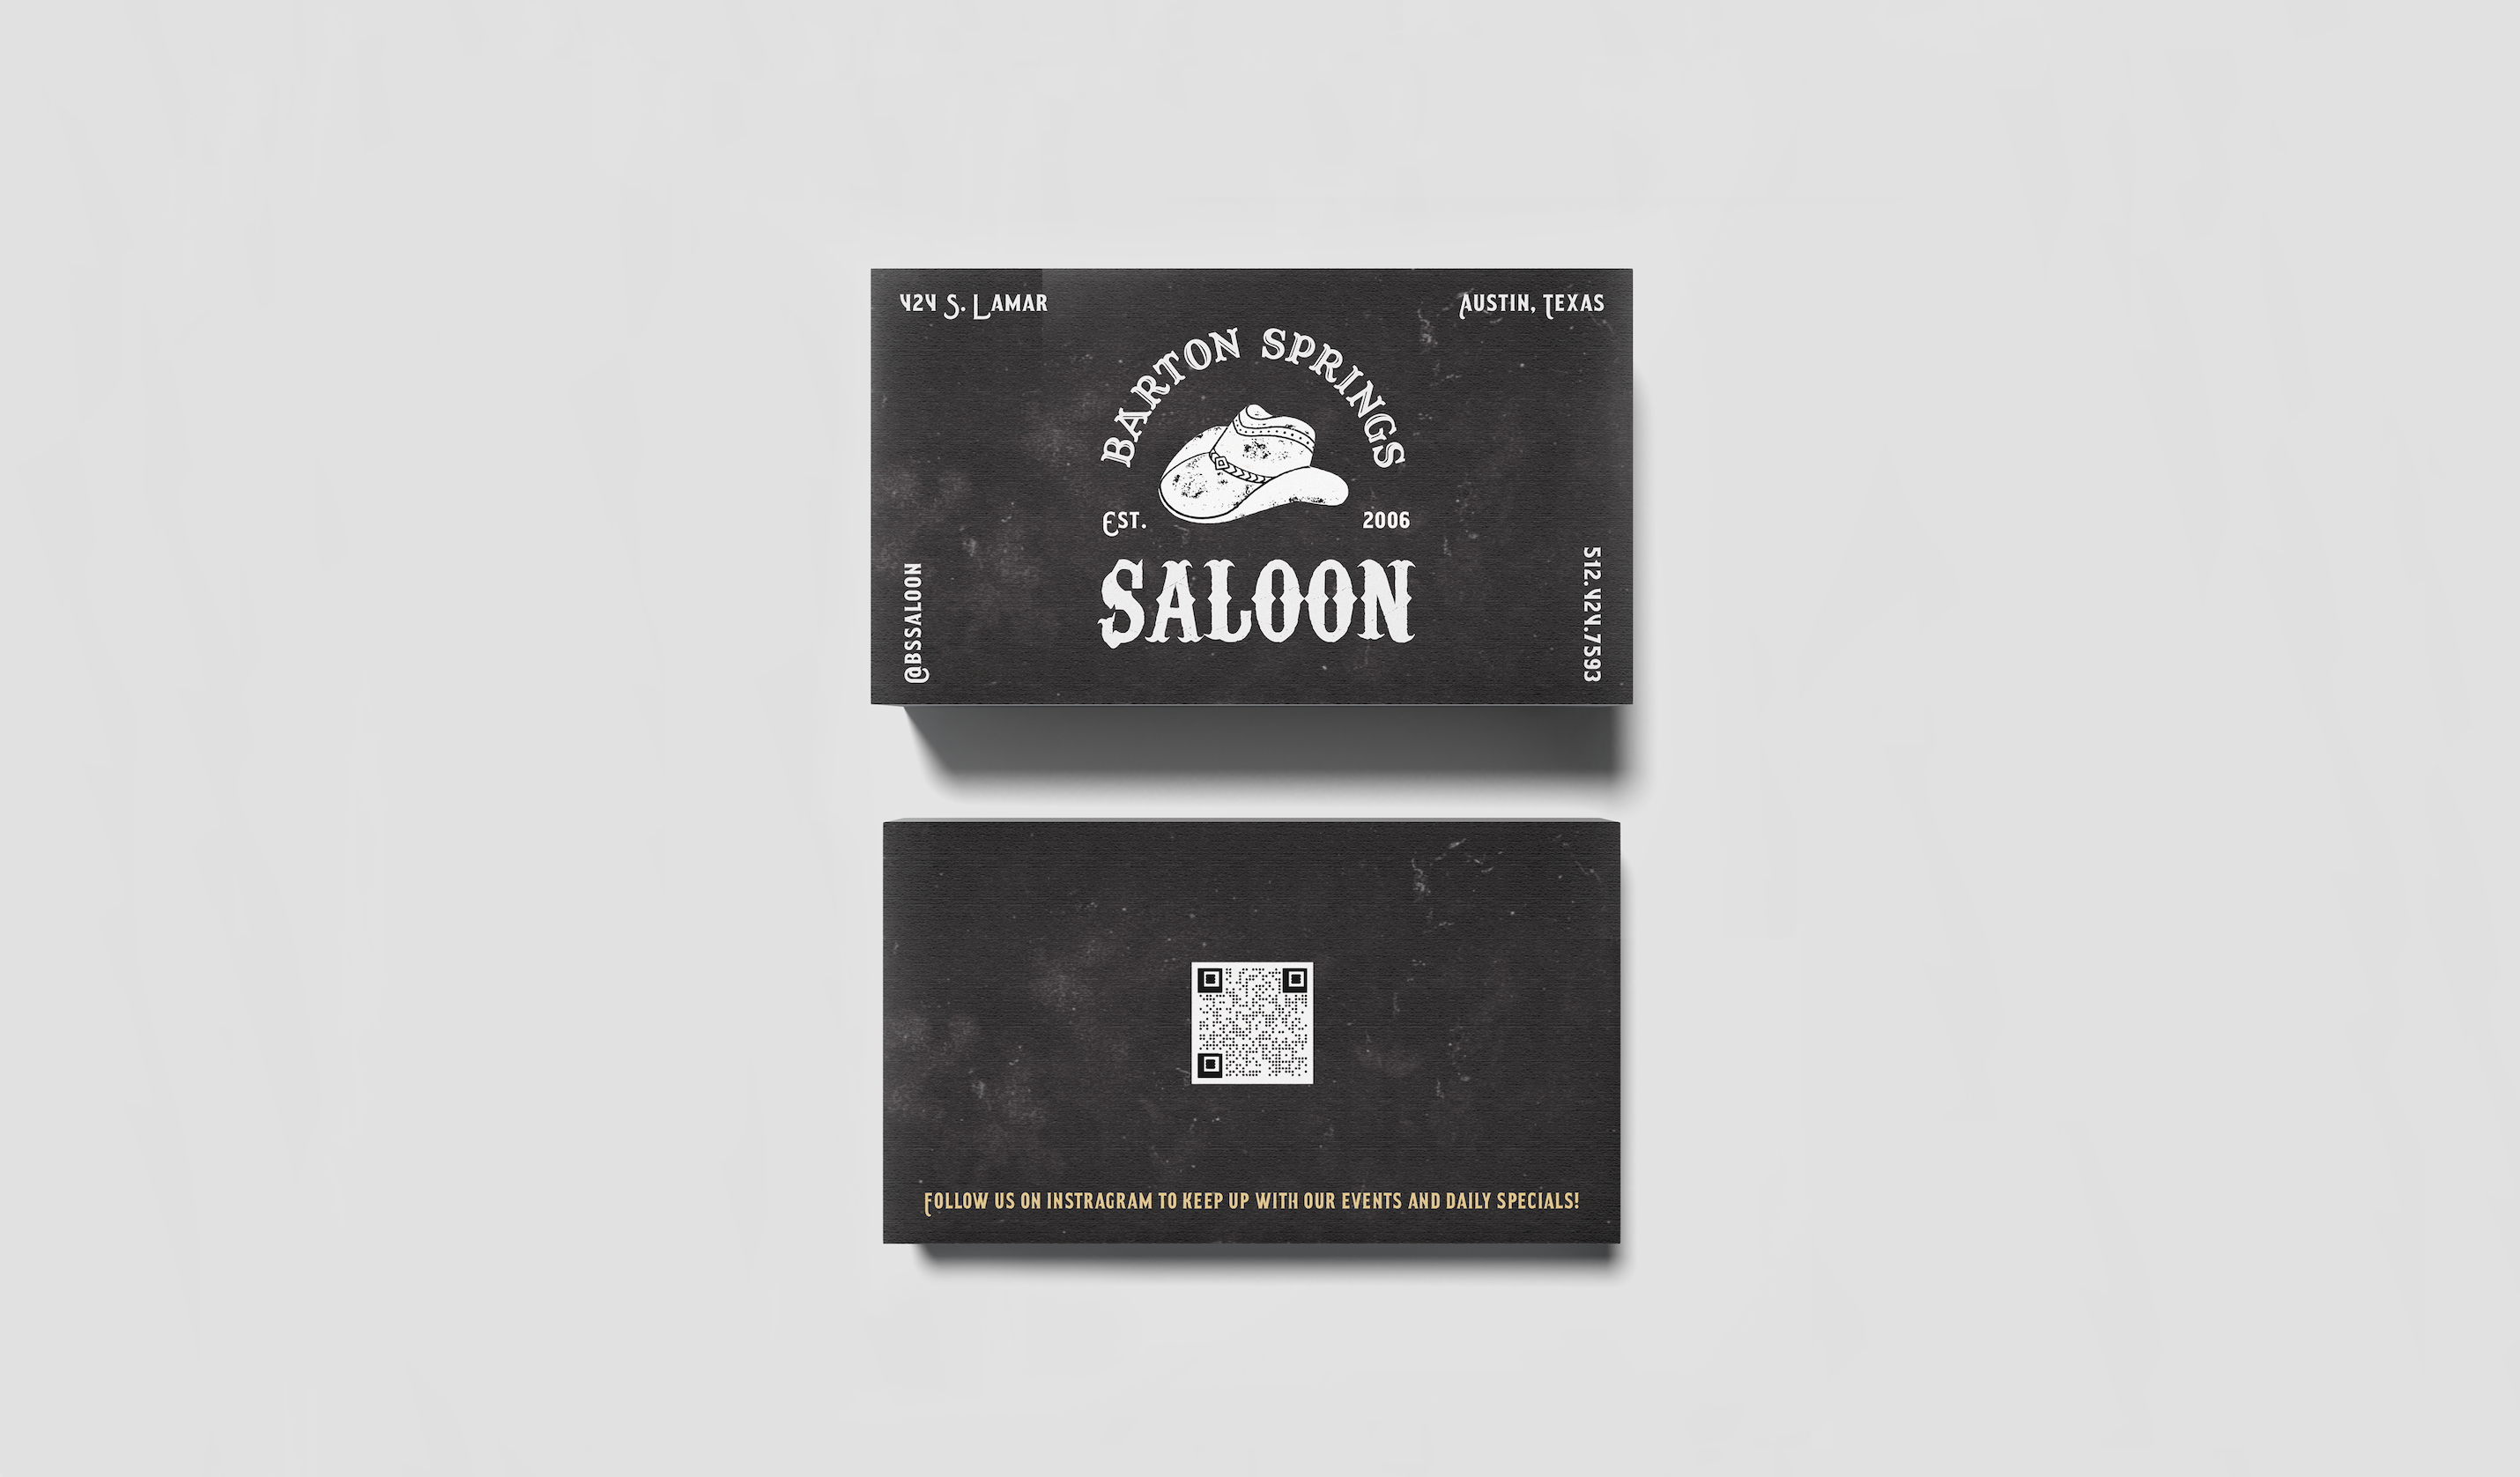 424 S. Lamar
Austin, Texas
BARTON SPRINGS
Est.
2006
SALOON
@BSSALOON
512.424.7593
Follow us on Instragram to keep up with our events and daily specials!